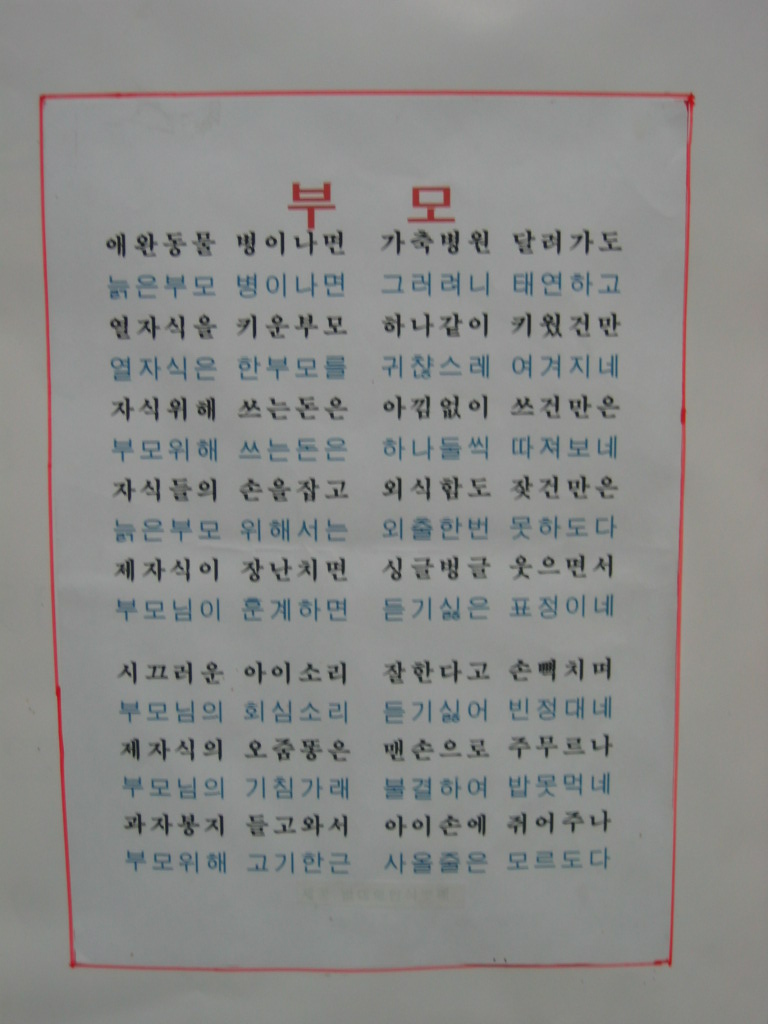 부 모
애완동물 병이나면 가축병원 달려가도
늙은부모 병이나면 그러려니 태연하고
열자식을 키운부모 하나같이 키웠건만
열자식은 한부모를 귀찮스레 여겨지네
자식위해 쓰는돈은 아낌없이 쓰건만은
부모위해 쓰는돈은 하나둘씩 따져보네
자식들의 손을잡고 외식함도 잦건만은
늙은부모 위해서는 외출한번 못하도다
제자식이 장난치면 싱글벙글 웃으면서
부모님이 훈계하면 듣기싫은 표정이네
시끄러운 아이소리 잘한다고 손뼉치며
부모님의 회심소리 듣기싫어 빈정대네
제자식의 오줌똥은 맨손으로 주무르나
부모님의 기침가래 불결하여 밥못먹네
과자봉지 들고와서 아이손에 쥐어주나
부모위해 고기한근 사올줄은 모르도다